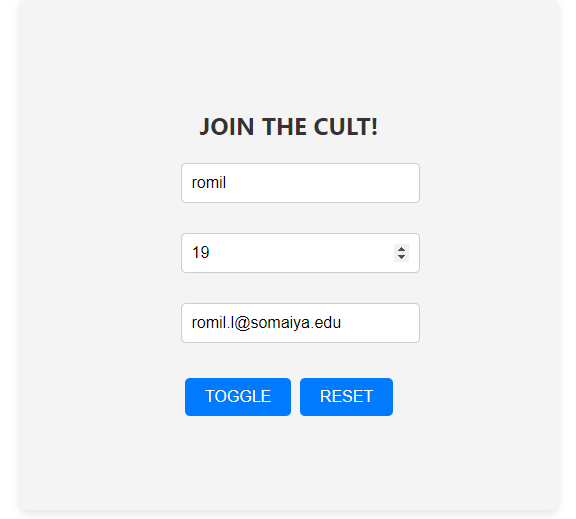 JOIN THE CULT!
romil
19
romil.l@somaiya.edu
TOGGLE RESET